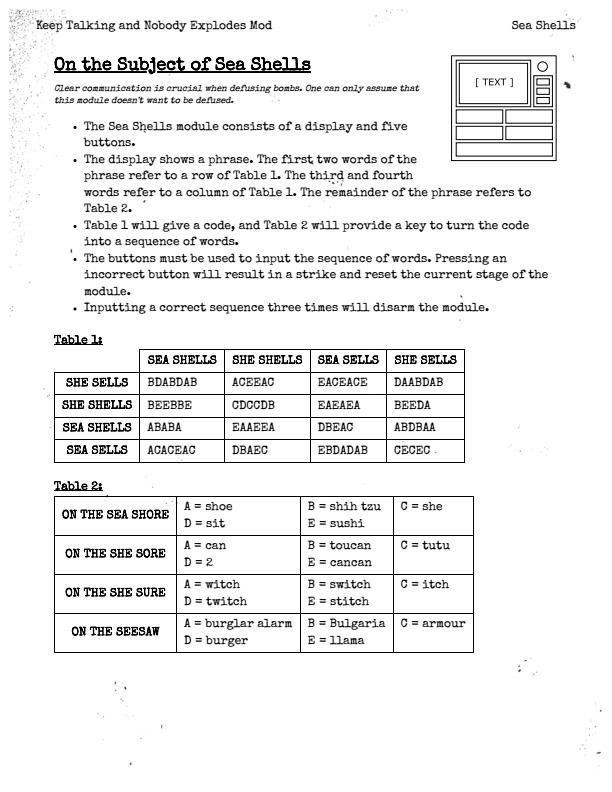 Keep Talking and Nobody Explodes Mod Sea Shells
On the Subject of Sea Shells
Clear communication is crucial when defusing bombs. One can only assume that
this module doesn't want to be defused.
[ TEXT ]
• The Sea Shells module consists of a display and five
buttons.
• The display shows a phrase. The first two words of the
phrase refer to a row of Table 1. The third and fourth
words refer to a column of Table 1. The remainder of the phrase refers to
Table 2.
• Table 1 will give a code, and Table 2 will provide a key to turn the code
into a sequence of words.
• The buttons must be used to input the sequence of words. Pressing an
incorrect button will result in a strike and reset the current stage of the
module.
• Inputting a correct sequence three times will disarm the module.
Table 1:
SEA SHELLS SHE SHELLS SEA SELLS SHE SELLS
SHE SELLS BDABDAB ACEEAC EACEACE DAABDAB
SHE SHELLS BEEBBE CDCCDB EAEAEA BEEDA
SEA SHELLS ABABA EAAEEA DBEAC ABDBAA
SEA SELLS ACACEAC DBAEC EBDADAB CECEC
Table 2:
ON THE SEA SHORE A = shoe B = shih tzu C = she
D = sit E = sushi
ON THE SHE SORE A = can B = toucan C = tutu
D = 2 E = cancan
ON THE SHE SURE A = witch B = switch C = itch
D = twitch E = stitch
ON THE SEESAW A = burglar alarm B = Bulgaria C = armour
D = burger E = llama